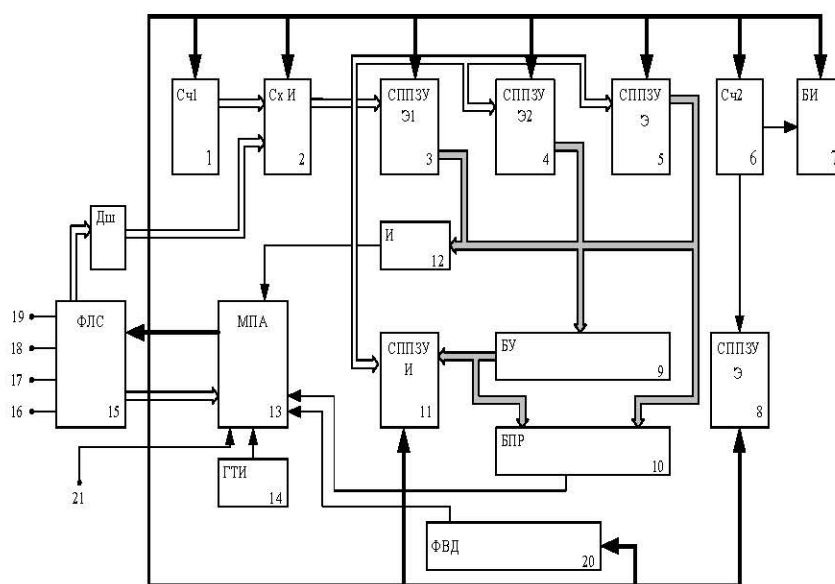 Сч1
1
Сх И
2
СППЗУ
Э1
3
СППЗУ
Э2
4
СППЗУ
Э
5
Сч2
6
БИ
7
Дш
И
12
19
18
17
16
ФЛС
15
МПА
13
СППЗУ
И
11
БУ
9
СППЗУ
Э
8
БПР
10
21
ГТИ
14
ФВД
20